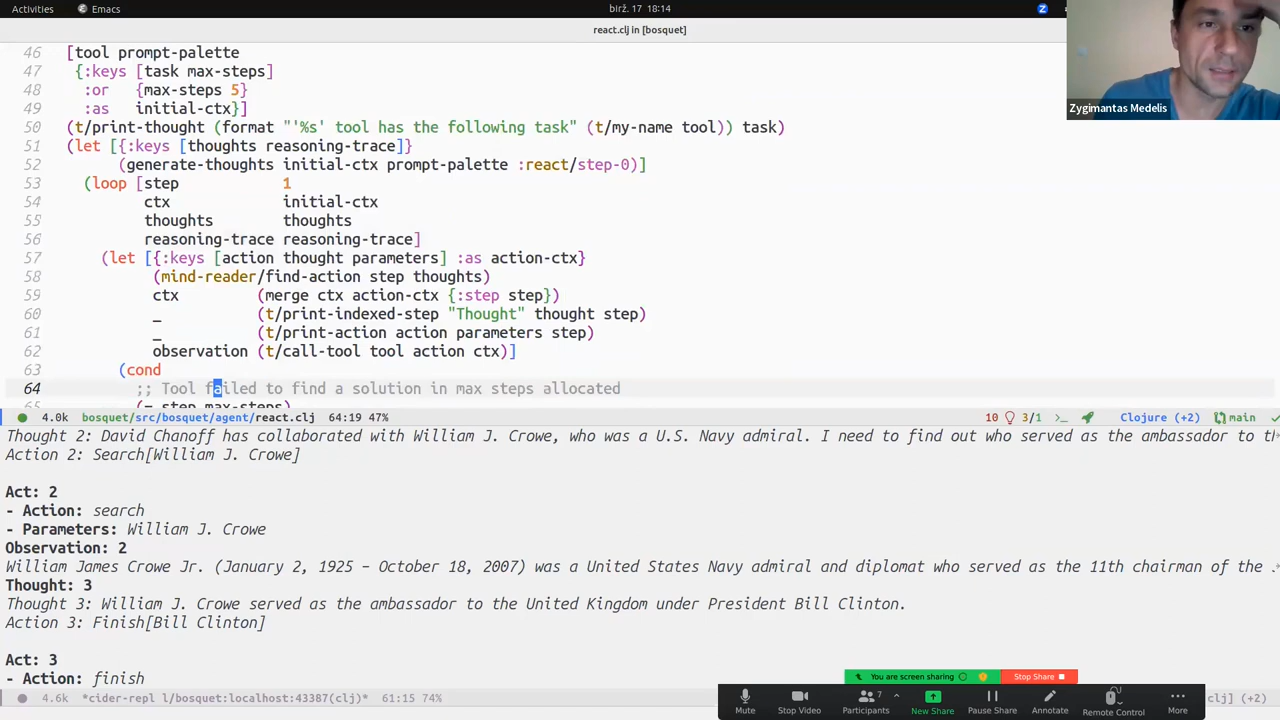 Activities Emacs birž. 17 18:14
react.clj in [bosquet]
46 [tool prompt-palette
47 {:keys [task max-steps]
48 :or {max-steps 5}
49 :as initial-ctx}]
50 (t/print-thought (format "'%s' tool has the following task" (t/my-name tool)) task)
51 (let [{:keys [thoughts reasoning-trace]}
52 (generate-thoughts initial-ctx prompt-palette :react/step-0)]
53 (loop [step 1
54 ctx initial-ctx
55 thoughts thoughts
56 reasoning-trace reasoning-trace]
57 (let [{:keys [action thought parameters] :as action-ctx}
58 (mind-reader/find-action step thoughts)
59 ctx (merge ctx action-ctx {:step step})
60 _ (t/print-indexed-step "Thought" thought step)
61 _ (t/print-action action parameters step)
62 observation (t/call-tool tool action ctx)]
63 (cond
64 ;; Tool failed to find a solution in max steps allocated
65 (= step max-steps)
4.0k bosquet/src/bosquet/agent/react.clj 64:19 47% 10 3/1 Clojure (+2) main
Thought 2: David Chanoff has collaborated with William J. Crowe, who was a U.S. Navy admiral. I need to find out who served as the ambassador to th
Action 2: Search[William J. Crowe]
Act: 2
- Action: search
- Parameters: William J. Crowe
Observation: 2
William James Crowe Jr. (January 2, 1925 – October 18, 2007) was a United States Navy admiral and diplomat who served as the 11th chairman of the
Thought: 3
Thought 3: William J. Crowe served as the ambassador to the United Kingdom under President Bill Clinton.
Action 3: Finish[Bill Clinton]
Act: 3
- Action: finish
4.6k *cider-repl l/bosquet:localhost:43387(clj)* 61:15 74% clj] (+2)
Zygimantas Medelis
You are screen sharing Stop Share
Mute Stop Video Participants 7 New Share Pause Share Annotate Remote Control More